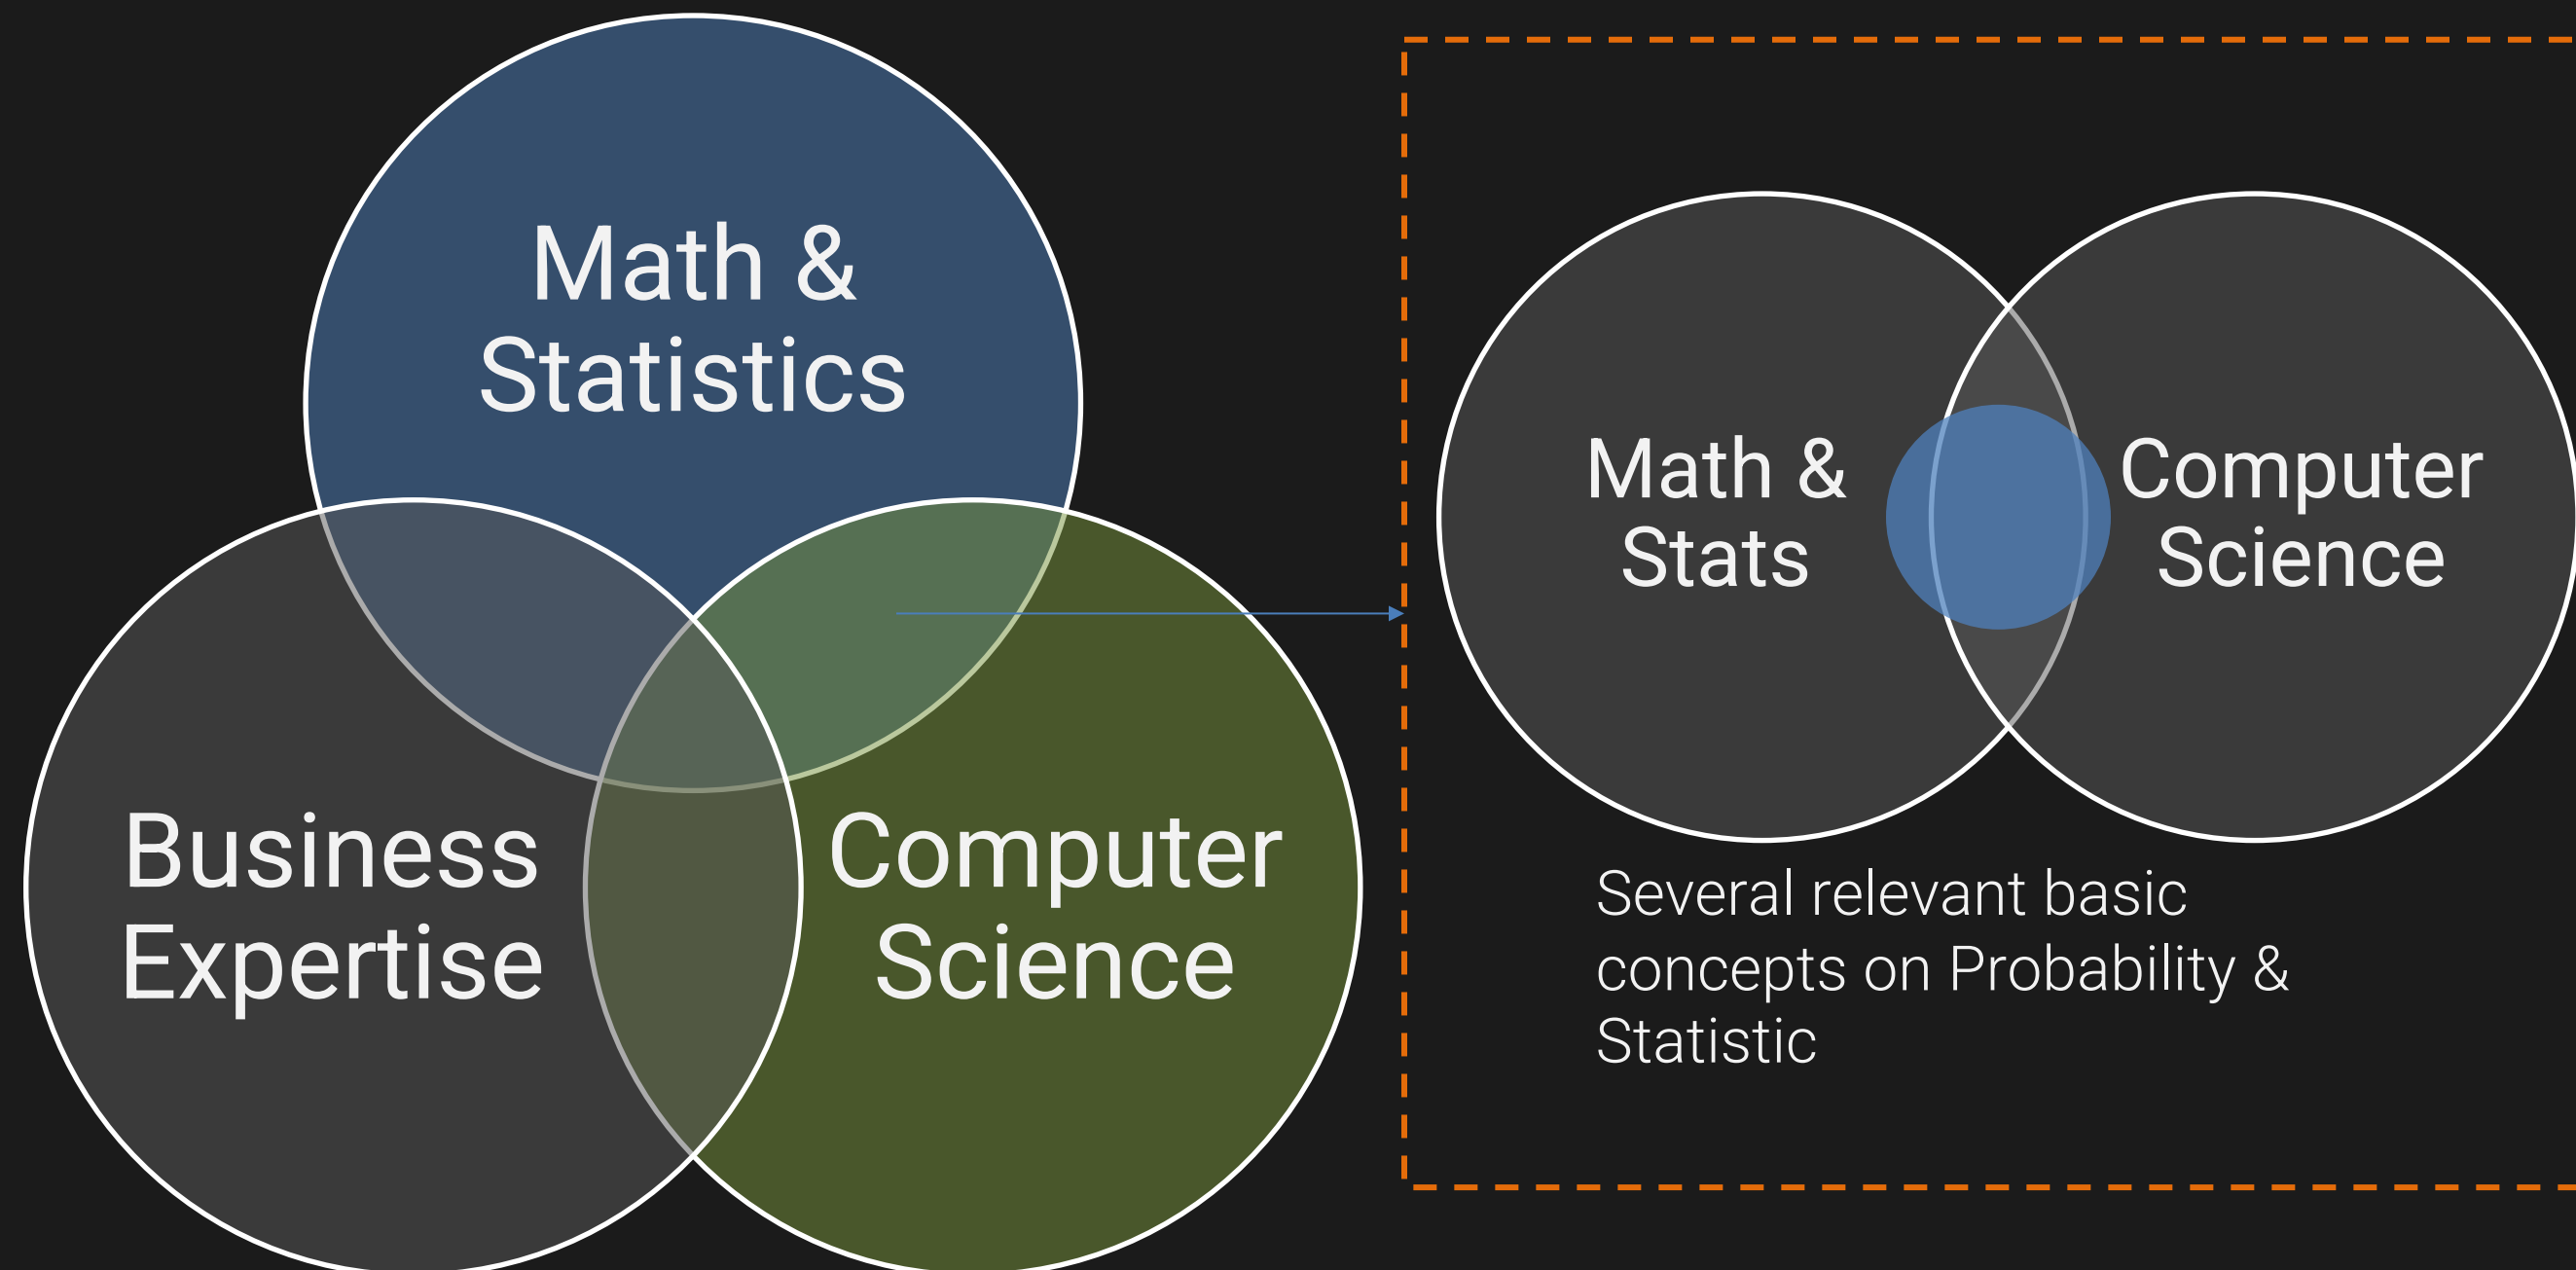 Math &
Statistics
Business
Expertise
Computer
Science
Math &
Stats
Computer
Science
Several relevant basic
concepts on Probability &
Statistic